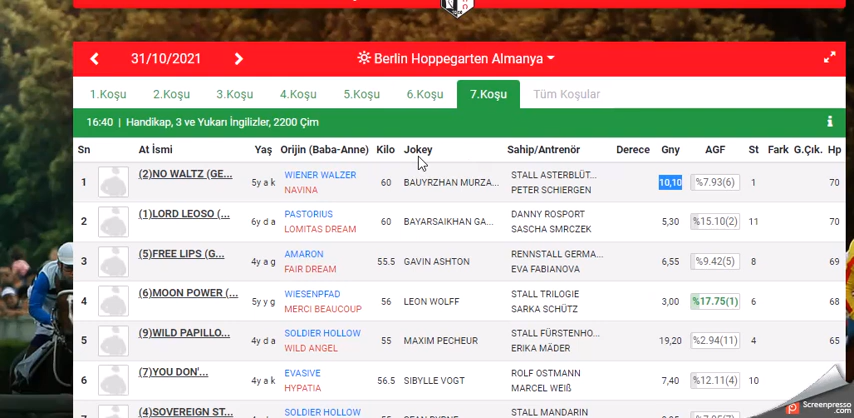 31/10/2021
Berlin Hoppegarten Almanya
1.Koşu 2.Koşu 3.Koşu 4.Koşu 5.Koşu 6.Koşu 7.Koşu Tüm Koşular
16:40 | Handikap, 3 ve Yukarı İngilizler, 2200 Çim
Sn At İsmi Yaş Orijin (Baba-Anne) Kilo Jokey Sahip/Antrenör Derece Gny AGF St Fark G.Çık. Hp
1 (2)NO WALTZ (GE... 5y a k WIENER WALZER NAVINA 60 BAUYRZHAN MURZA... STALL ASTERBLÜT... PETER SCHIERGEN 10,10 %7.93(6) 1 70
2 (1)LORD LEOSO (... 6y d a PASTORIUS LOMITAS DREAM 60 BAYARSAIKHAN GA... DANNY ROSPORT SASCHA SMRCZEK 5,30 %15.10(2) 11 70
3 (5)FREE LIPS (G... 4y a g AMARON FAIR DREAM 55.5 GAVIN ASHTON RENNSTALL GERMA... EVA FABIANOVA 6,55 %9.42(5) 8 69
4 (6)MOON POWER (... 5y y g WIESENPFAD MERCI BEAUCOUP 56 LEON WOLFF STALL TRILOGIE SARKA SCHÜTZ 3,00 %17.75(1) 6 68
5 (9)WILD PAPILLO... 4y d a SOLDIER HOLLOW WILD ANGEL 55 MAXIM PECHEUR STALL FÜRSTENHO... ERIKA MÄDER 19,20 %2.94(11) 4 65
6 (7)YOU DON'... 4y a k EVASIVE HYPATIA 56.5 SIBYLLE VOGT ROLF OSTMANN MARCEL WEIß 7,40 %12.11(4) 10
(4)SOVEREIGN ST... SOLDIER HOLLOW STALL MANDARIN
Screenpresso